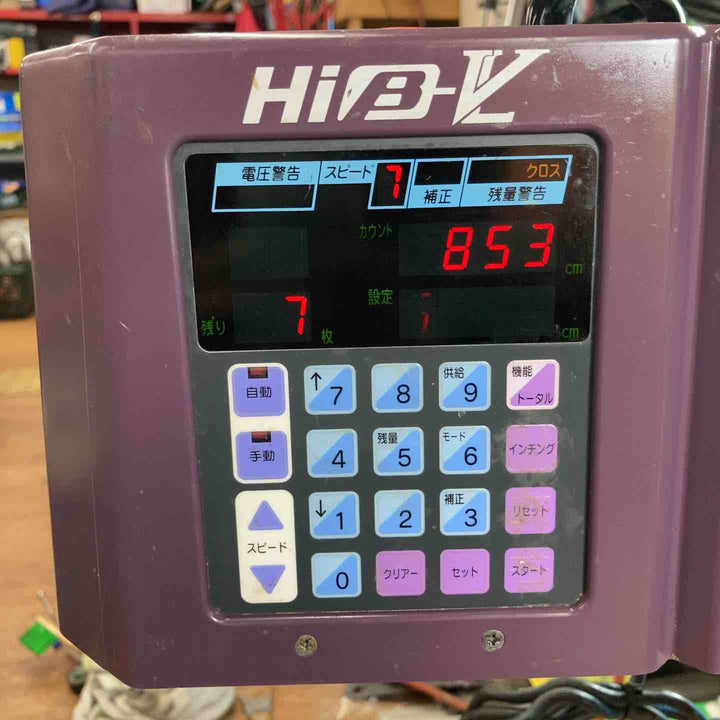 Hiβ-V
電圧警告 スピード 7 補正 クロス
残量警告
カウント 853 cm
残り 7 枚 設定 cm
自動 ↑7 8 供給 9 機能 トータル
手動 4 残量 5 モード 6 インチング
スピード ↓1 2 補正 3 リセット
0 クリアー セット スタート